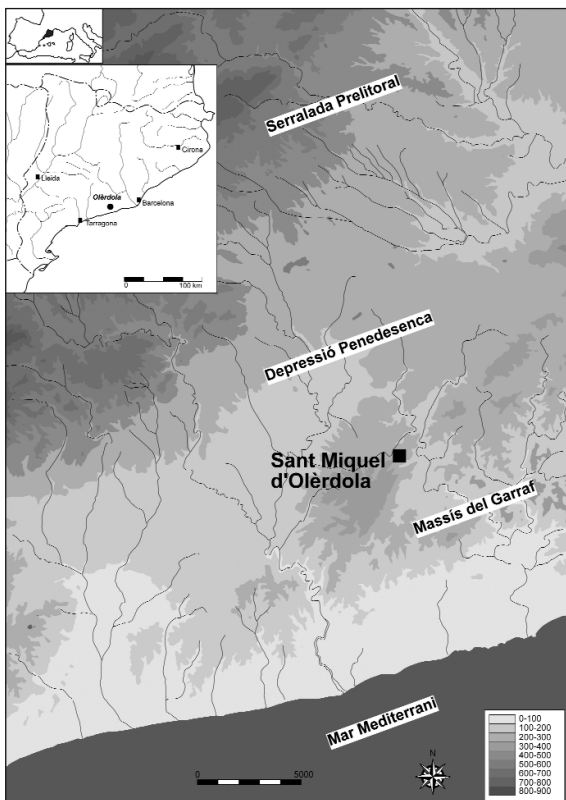 Serralada Prelitoral
Girona
Lleida
Olèrdola
Barcelona
Tarragona
0
100 km
Depressió Penedesenca
Sant Miquel
d'Olèrdola
Massís del Garraf
Mar Mediterrani
0
5000
N
0-100
100-200
200-300
300-400
400-500
500-600
600-700
700-800
800-900